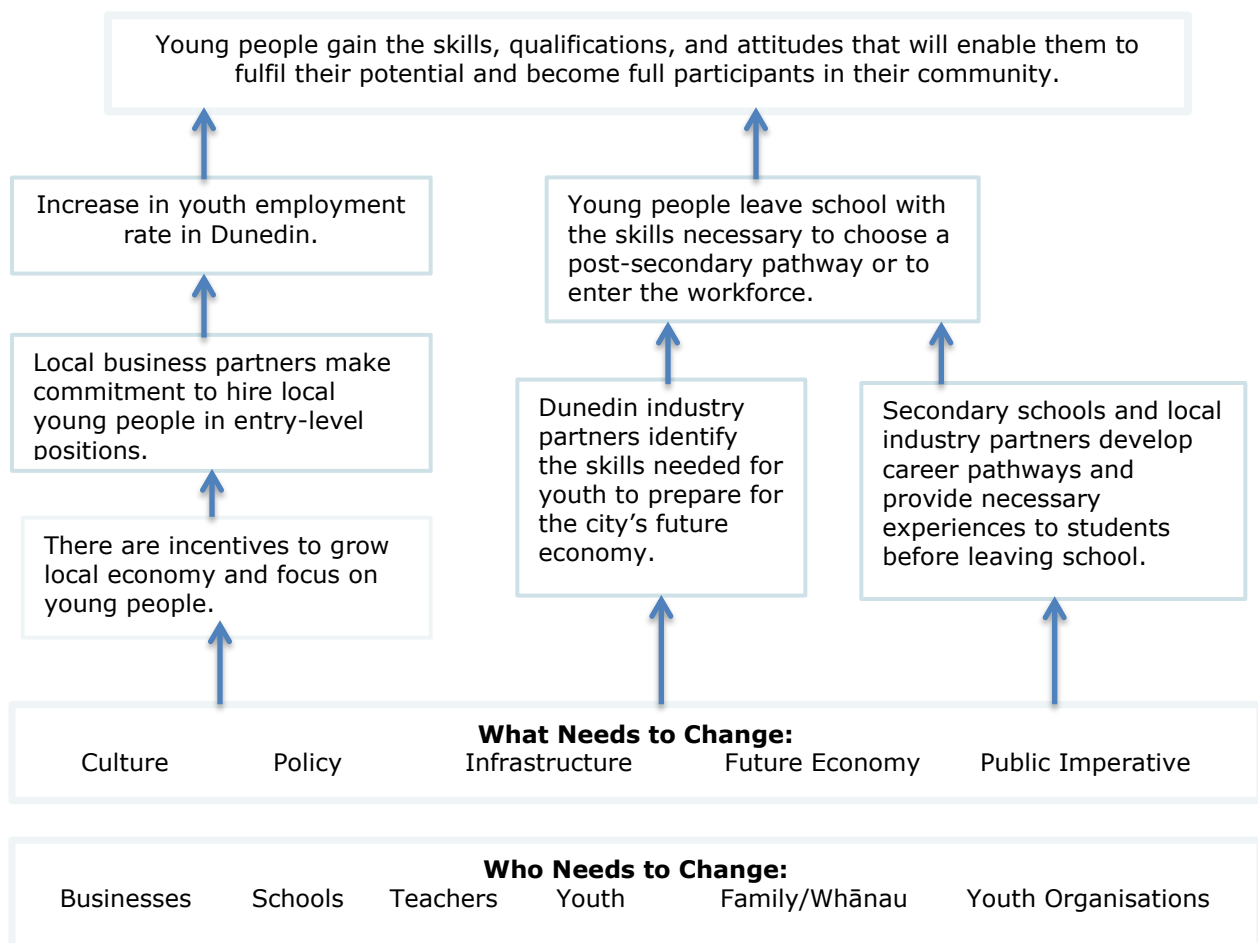 Young people gain the skills, qualifications, and attitudes that will enable them to
fulfil their potential and become full participants in their community.
Increase in youth employment
rate in Dunedin.
Young people leave school with
the skills necessary to choose a
post-secondary pathway or to
enter the workforce.
Local business partners make
commitment to hire local
young people in entry-level
positions.
Dunedin industry
partners identify
the skills needed for
youth to prepare for
the city’s future
economy.
Secondary schools and local
industry partners develop
career pathways and
provide necessary
experiences to students
before leaving school.
There are incentives to grow
local economy and focus on
young people.
What Needs to Change:
Culture Policy Infrastructure Future Economy Public Imperative
Who Needs to Change:
Businesses Schools Teachers Youth Family/Whānau Youth Organisations